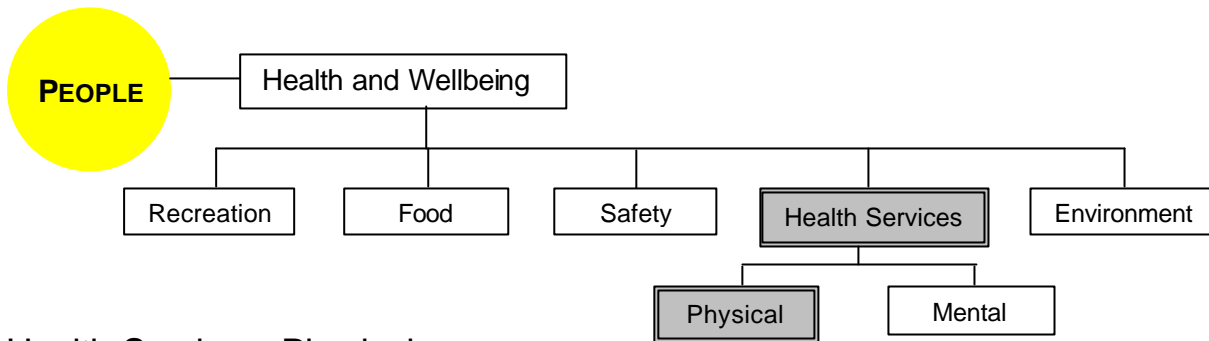 PEOPLE
Health and Wellbeing
Recreation
Food
Safety
Health Services
Environment
Physical
Mental